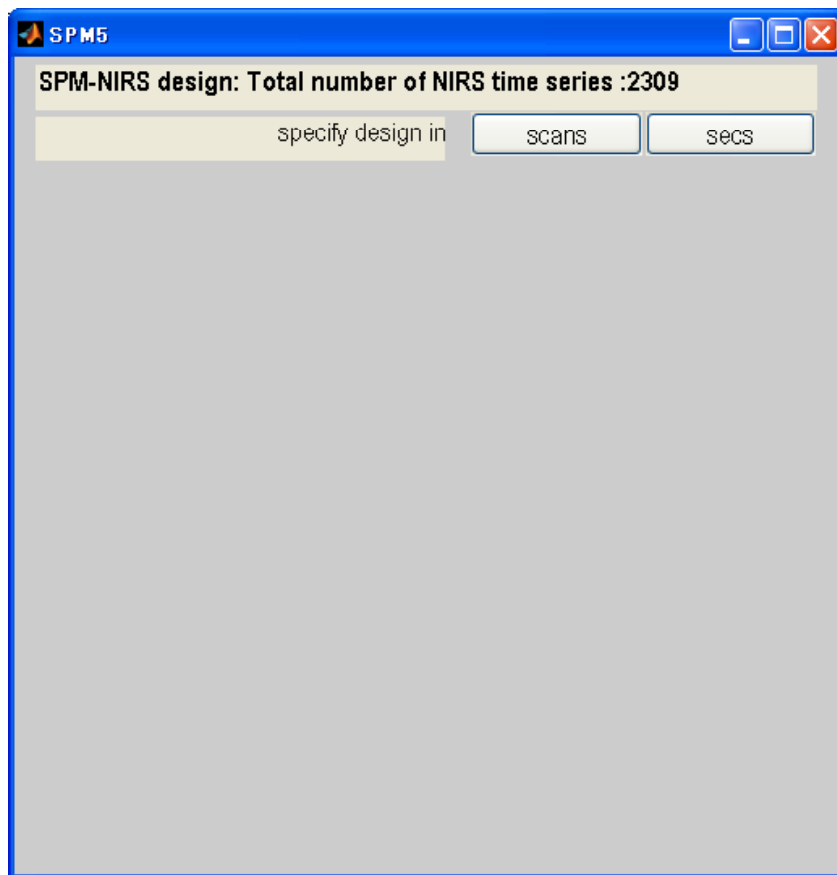 SPM5
SPM-NIRS design: Total number of NIRS time series :2309
specify design in scans secs